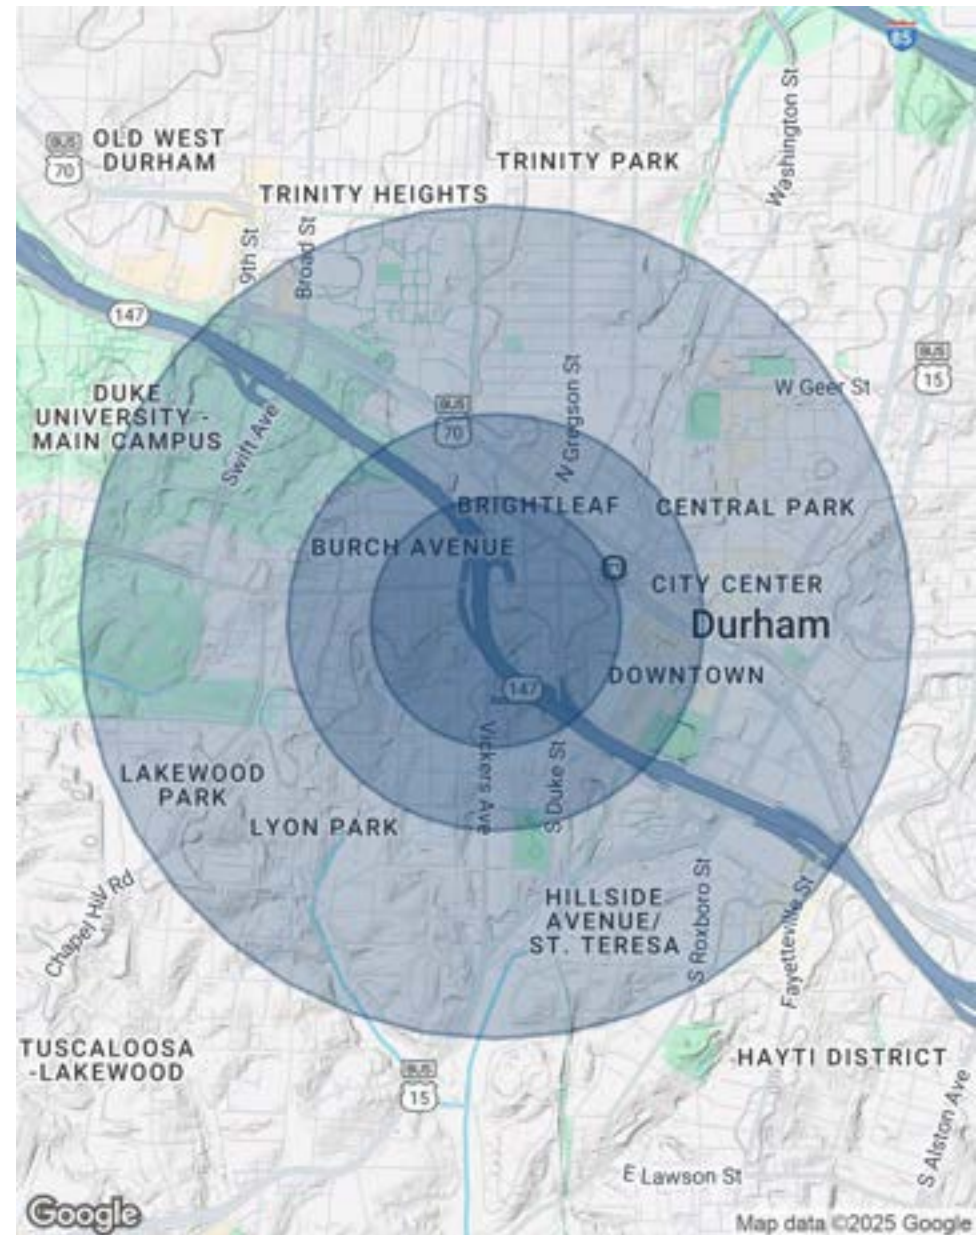 85
BUS
70
OLD WEST
DURHAM
TRINITY PARK
Washington St
TRINITY HEIGHTS
9th St
Broad St
147
BUS
15
DUKE
UNIVERSITY -
MAIN CAMPUS
W Geer St
N Gregson St
BUS
70
Swift Ave
BRIGHTLEAF
CENTRAL PARK
BURCH AVENUE
CITY CENTER
Durham
DOWNTOWN
147
Vickers Ave
S Duke St
LAKEWOOD
PARK
LYON PARK
Chapel Hill Rd
HILLSIDE
AVENUE/
ST. TERESA
S Roxboro St
Fayetteville St
TUSCALOOSA
-LAKEWOOD
BUS
15
HAYTI DISTRICT
S Alston Ave
E Lawson St
Google
Map data ©2025 Google